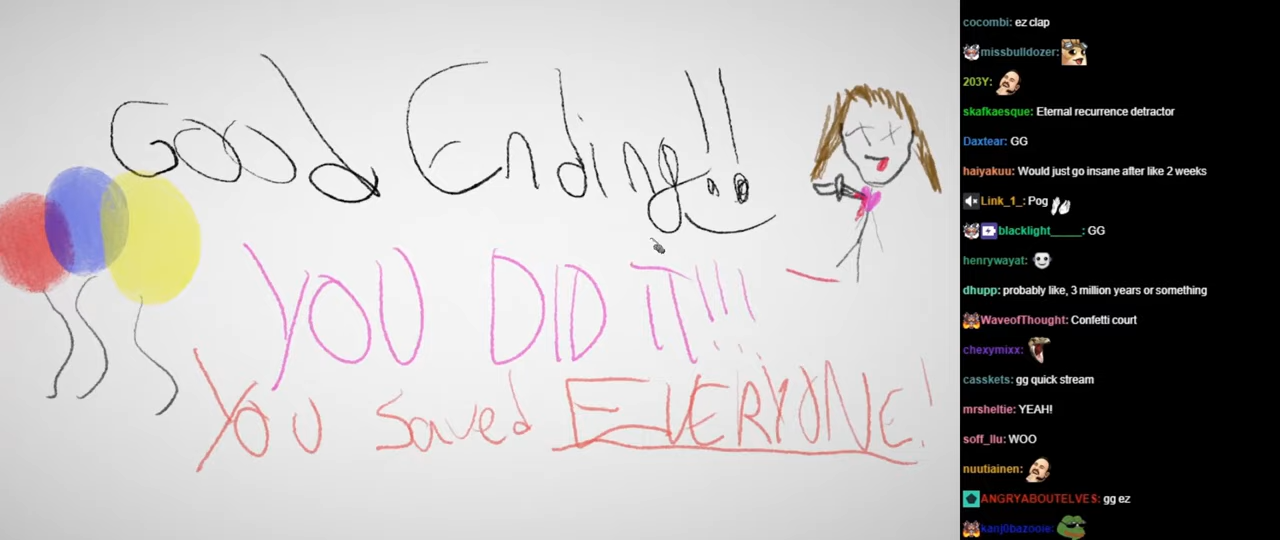 Good Ending!!
YOU DID IT!!!
You saved EVERYONE!
cocombi: ez clap
missbulldozer:
203Y:
skafkaesque: Eternal recurrence detractor
Daxtear: GG
haiyakuu: Would just go insane after like 2 weeks
Link_1_: Pog
blacklight_____: GG
henrywayat:
dhupp: probably like, 3 million years or something
WaveofThought: Confetti court
chexymixx:
casskets: gg quick stream
mrsheltie: YEAH!
soff_llu: WOO
nuutiainen:
ANGRYABOUTELVES: gg ez
kanj0bazooie: